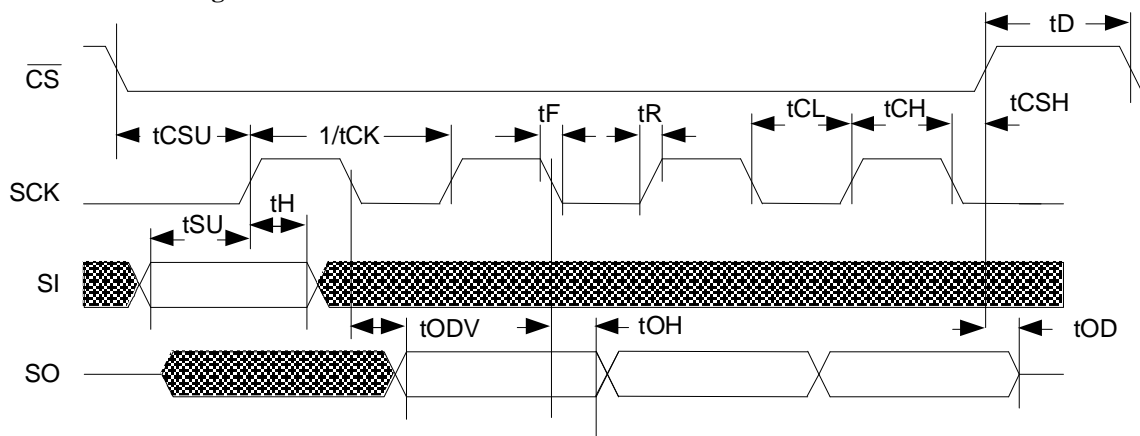 tD
CS
tF
tR
tCL
tCH
tCSH
tCSU
1/tCK
SCK
tH
tSU
SI
tODV
tOH
tOD
SO